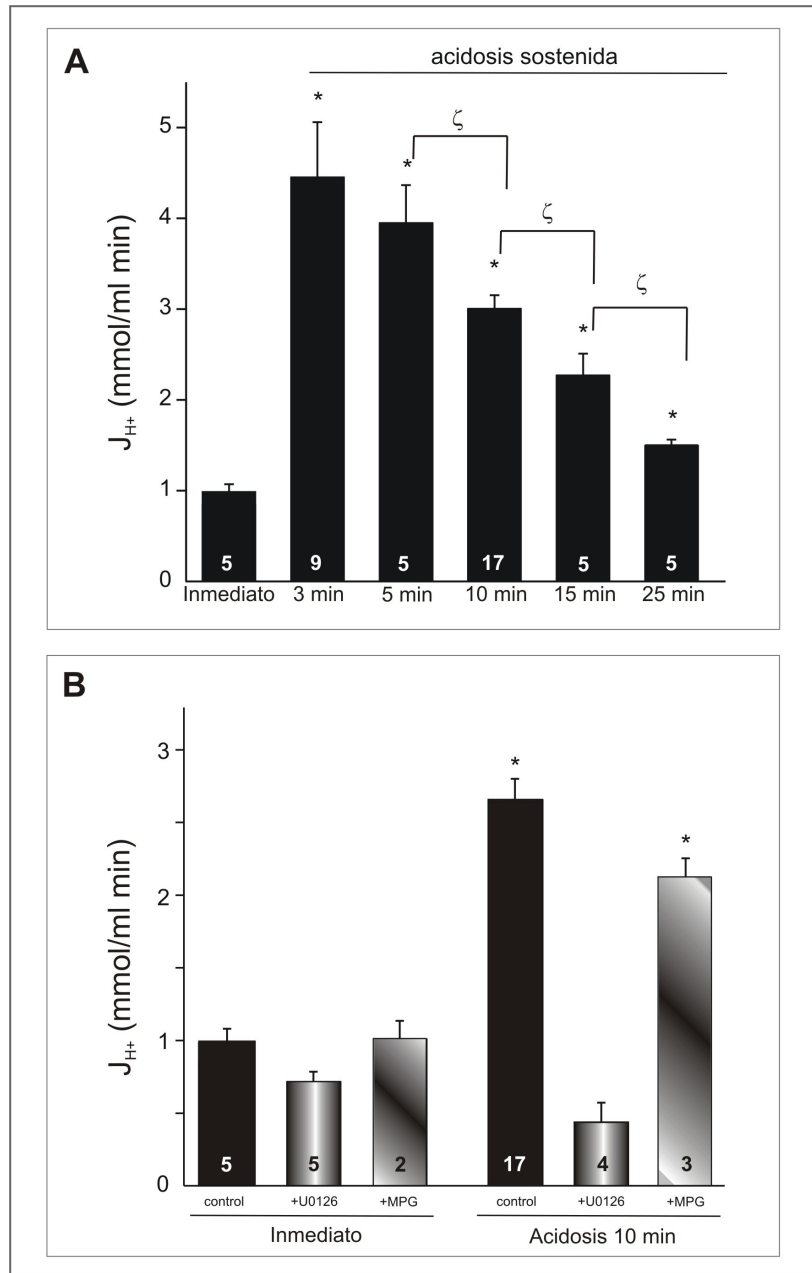 A
acidosis sostenida
J_H+ (mmol/ml min)
5
4
3
2
1
0
*
*
*
*
*
ζ
ζ
ζ
5 9 5 17 5 5
Inmediato 3 min 5 min 10 min 15 min 25 min
B
J_H+ (mmol/ml min)
3
2
1
0
*
*
5 5 2 17 4 3
control +U0126 +MPG control +U0126 +MPG
Inmediato Acidosis 10 min